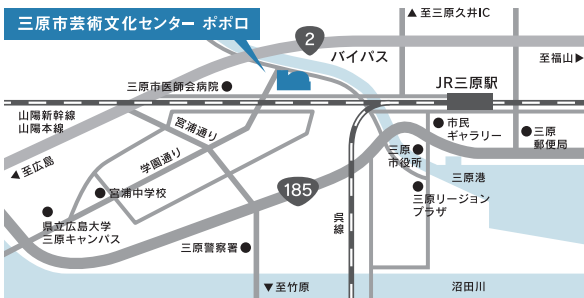 三原市芸術文化センター ポポロ
2
バイパス
▲至三原久井IC
至福山▶
JR三原駅
三原市医師会病院
山陽新幹線
山陽本線
宮浦通り
学園通り
◀至広島
宮浦中学校
県立広島大学
三原キャンパス
185
三原警察署
▼至竹原
呉線
市民
ギャラリー
三原
郵便局
三原
市役所
三原港
三原リージョン
プラザ
沼田川